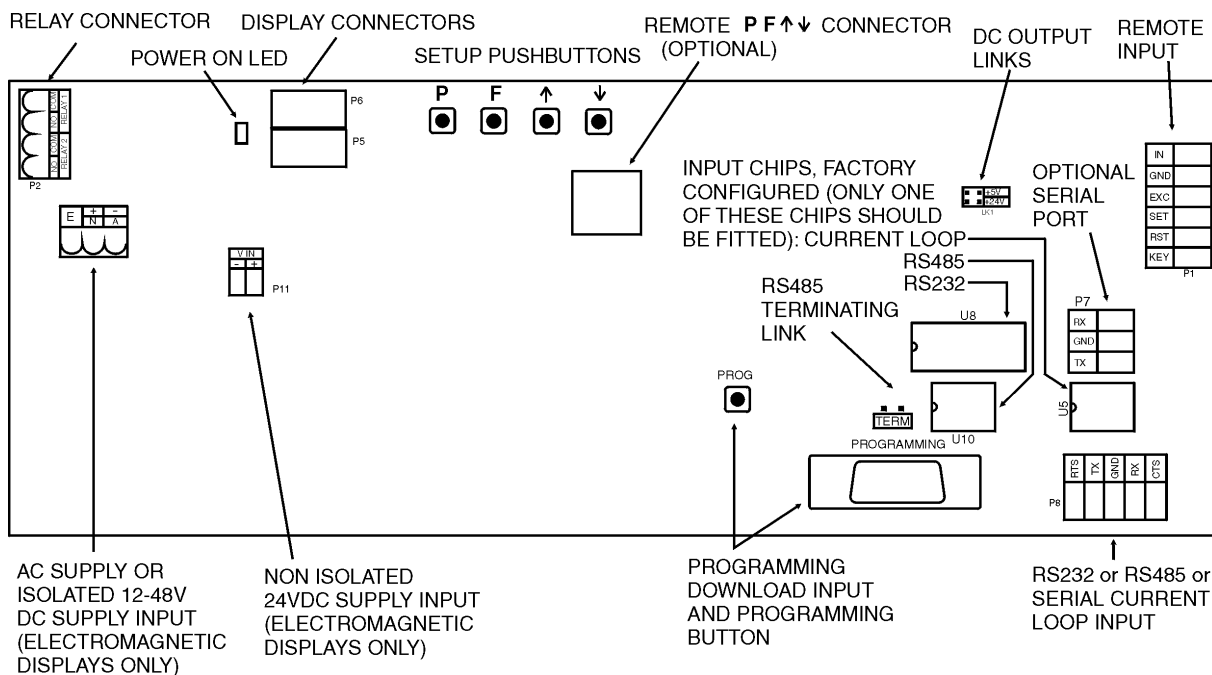 RELAY CONNECTOR
DISPLAY CONNECTORS
POWER ON LED
SETUP PUSHBUTTONS
REMOTE P F ↑ ↓ CONNECTOR
(OPTIONAL)
DC OUTPUT
LINKS
REMOTE
INPUT
P F ↑ ↓
P6
P5
NO COM NO COM
RELAY 2 RELAY 1
P2
E + -
N A
V IN
- +
P11
INPUT CHIPS, FACTORY
CONFIGURED (ONLY ONE
OF THESE CHIPS SHOULD
BE FITTED): CURRENT LOOP
RS485
RS232
+5V
+24V
LK1
OPTIONAL
SERIAL
PORT
IN
GND
EXC
SET
RST
KEY
P1
RS485
TERMINATING
LINK
U8
P7
RX
GND
TX
PROG
TERM
U10
U5
PROGRAMMING
RTS TX GND RX CTS
P8
AC SUPPLY OR
ISOLATED 12-48V
DC SUPPLY INPUT
(ELECTROMAGNETIC
DISPLAYS ONLY)
NON ISOLATED
24VDC SUPPLY INPUT
(ELECTROMAGNETIC
DISPLAYS ONLY)
PROGRAMMING
DOWNLOAD INPUT
AND PROGRAMMING
BUTTON
RS232 or RS485 or
SERIAL CURRENT
LOOP INPUT